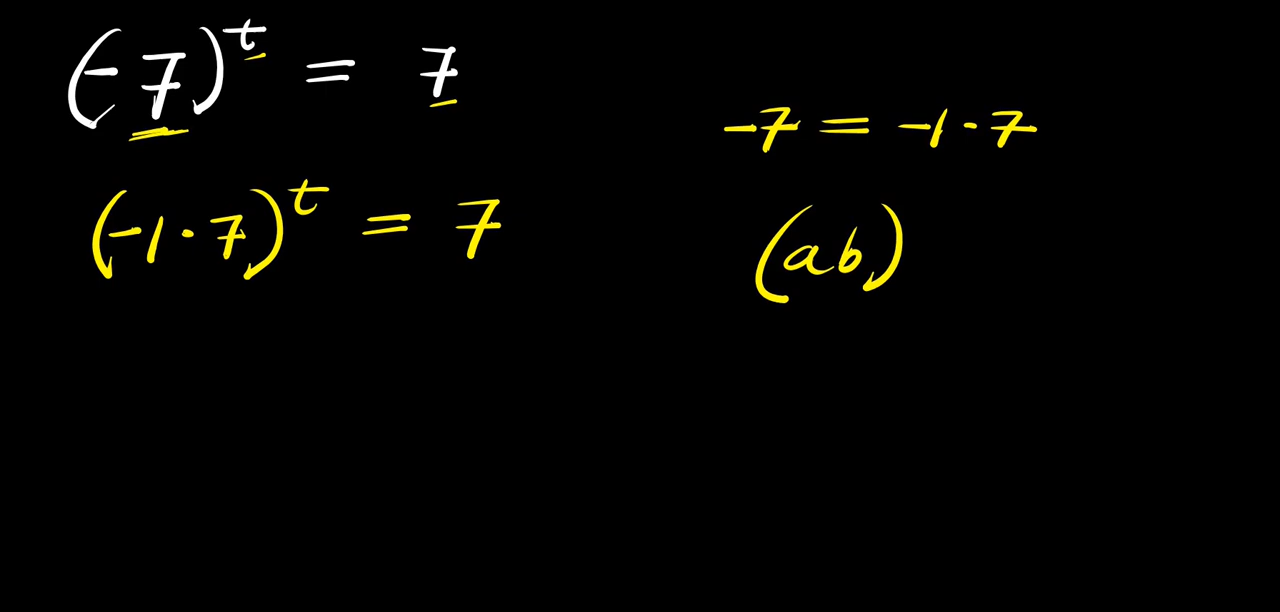 (-7)^t = 7
-7 = -1 · 7
(-1 · 7)^t = 7
(ab)